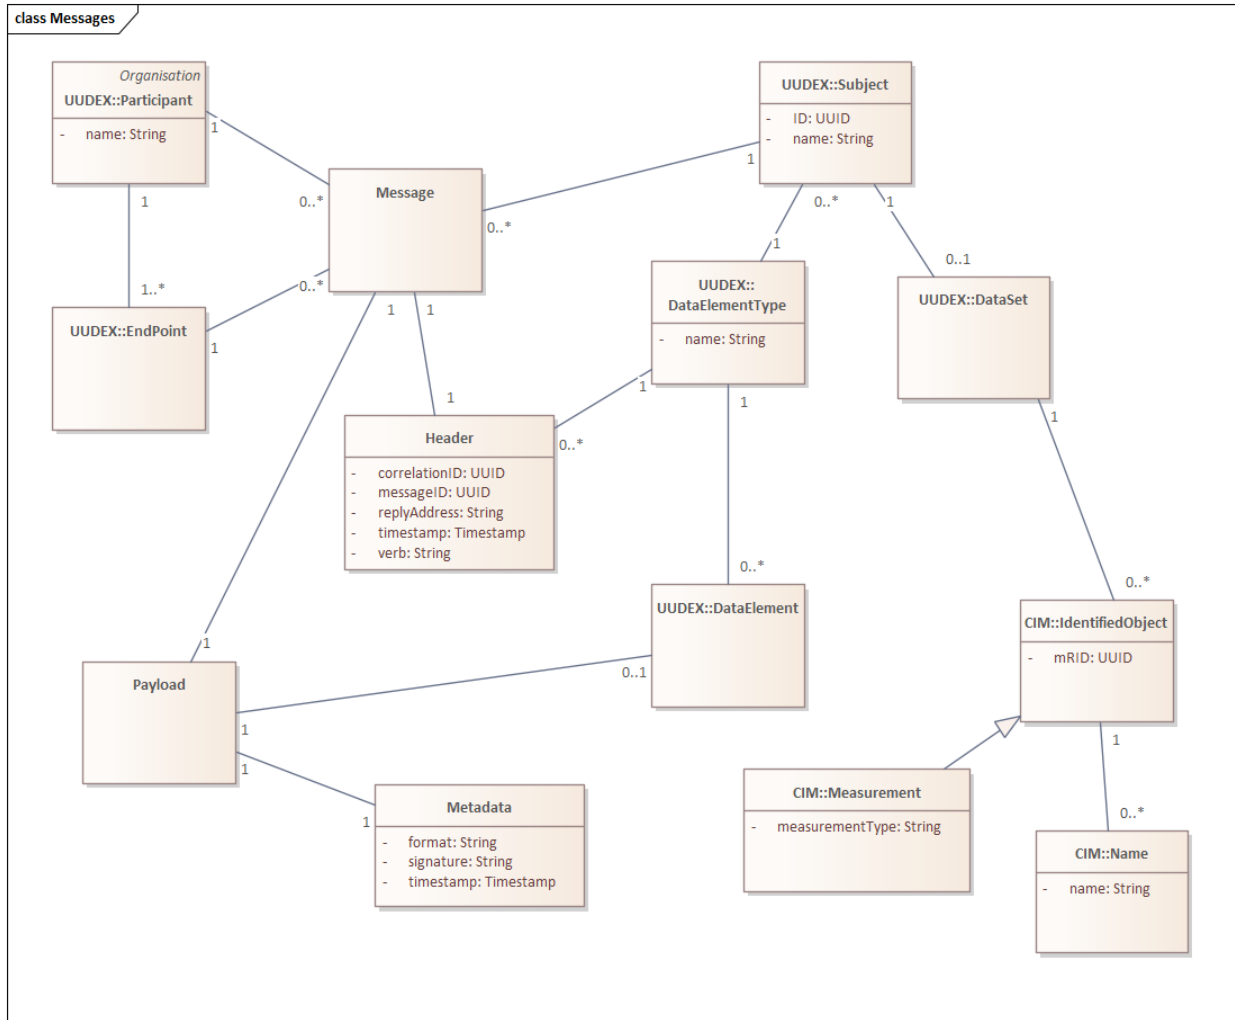 class Messages
Organisation
UUDEX::Participant
- name: String
1
0..*
1
1..*
UUDEX::EndPoint
1
0..*
Message
0..*
1
UUDEX::Subject
- ID: UUID
- name: String
0..*
1
1
0..1
UUDEX::
DataElementType
- name: String
UUDEX::DataSet
1
1
1
1
Header
- correlationID: UUID
- messageID: UUID
- replyAddress: String
- timestamp: Timestamp
- verb: String
1
0..*
1
0..*
1
0..*
UUDEX::DataElement
CIM::IdentifiedObject
- mRID: UUID
Payload
0..1
1
1
1
Metadata
- format: String
- signature: String
- timestamp: Timestamp
CIM::Measurement
- measurementType: String
1
0..*
CIM::Name
- name: String